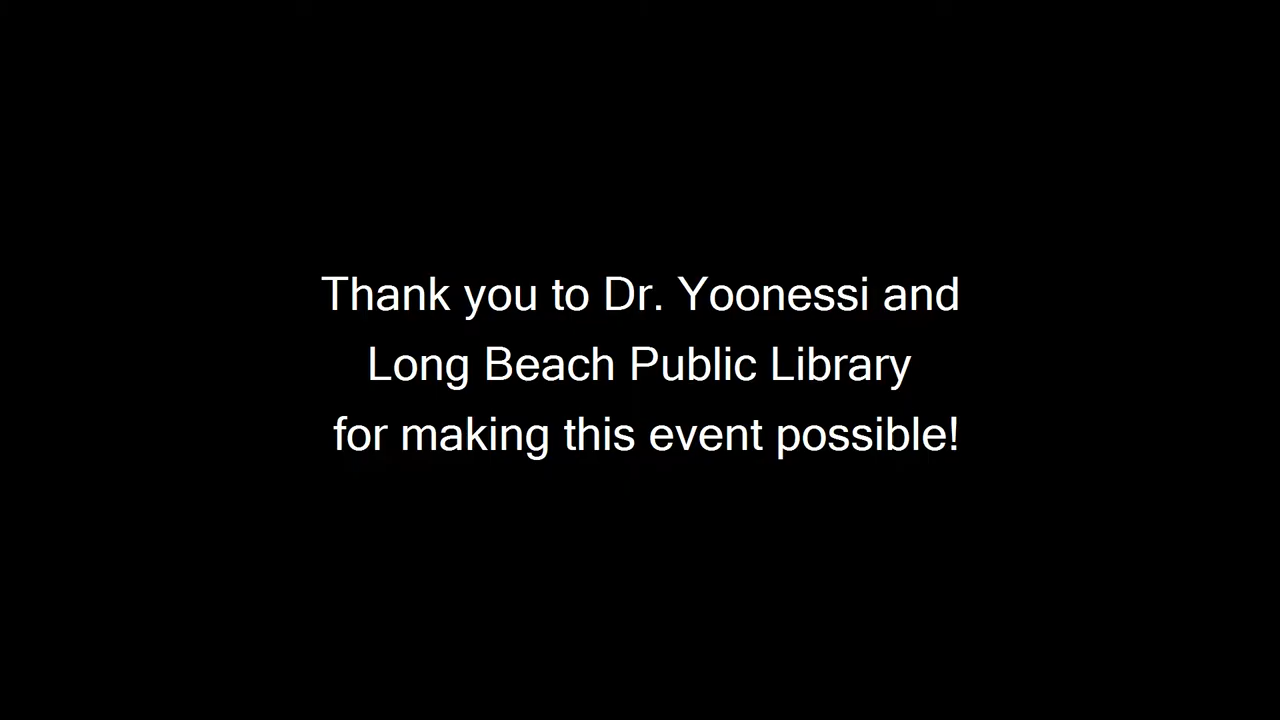 Thank you to Dr. Yoonessi and
Long Beach Public Library
for making this event possible!